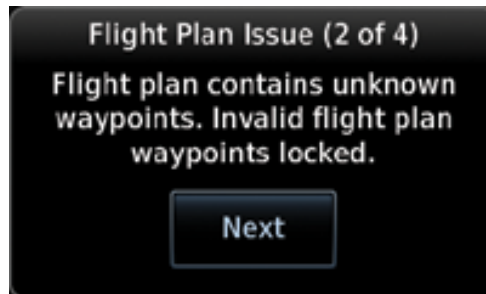 Flight Plan Issue (2 of 4)
Flight plan contains unknown
waypoints. Invalid flight plan
waypoints locked.
Next